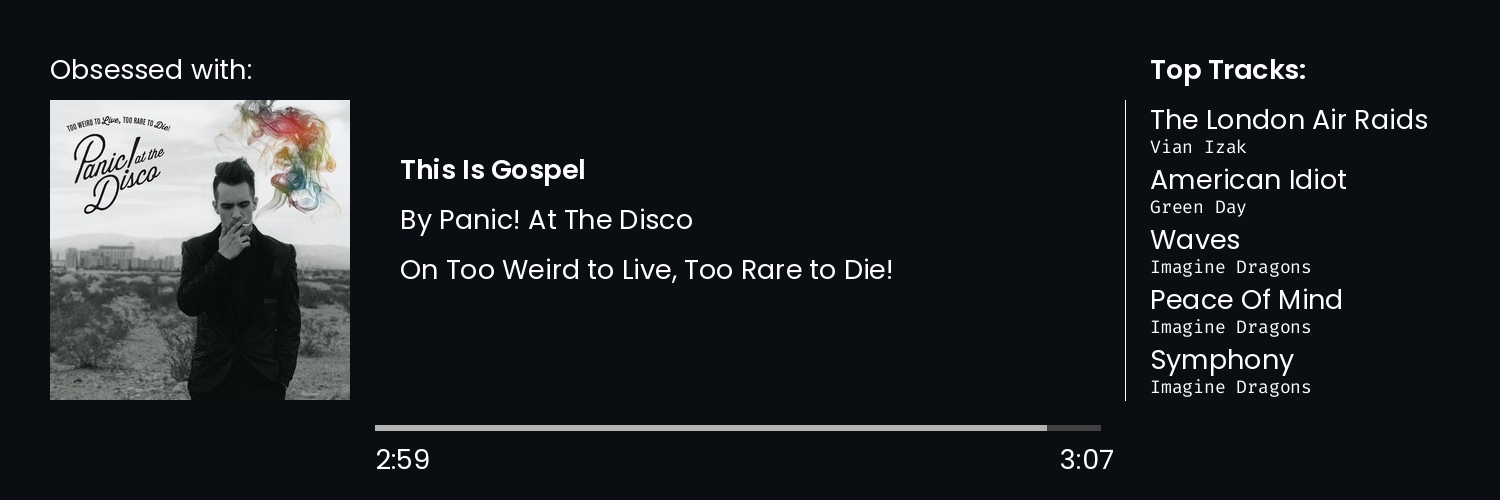 Obsessed with:
TOO WEIRD TO Live, TOO RARE TO Die!
Panic! at the
Disco
This Is Gospel
By Panic! At The Disco
On Too Weird to Live, Too Rare to Die!
2:59
3:07
Top Tracks:
The London Air Raids
Vian Izak
American Idiot
Green Day
Waves
Imagine Dragons
Peace Of Mind
Imagine Dragons
Symphony
Imagine Dragons